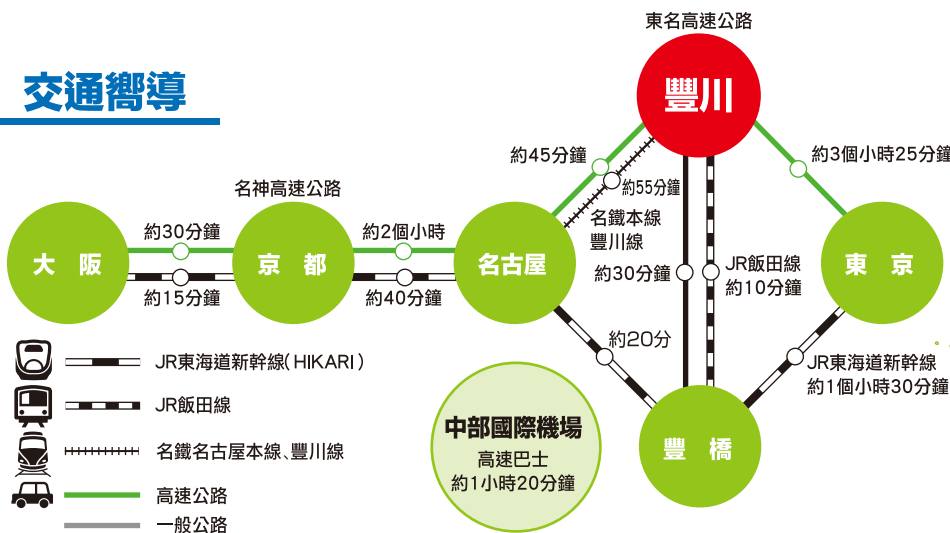 交通嚮導
東名高速公路
豐川
約45分鐘
約55分鐘
約3個小時25分鐘
名神高速公路
名鐵本線
豐川線
約30分鐘
約2個小時
大 阪
京 都
名古屋
東 京
約30分鐘
JR飯田線
約10分鐘
約15分鐘
約40分鐘
約20分
JR東海道新幹線(HIKARI)
JR東海道新幹線
約1個小時30分鐘
JR飯田線
中部國際機場
高速巴士
約1小時20分鐘
豐 橋
名鐵名古屋本線、豐川線
高速公路
一般公路